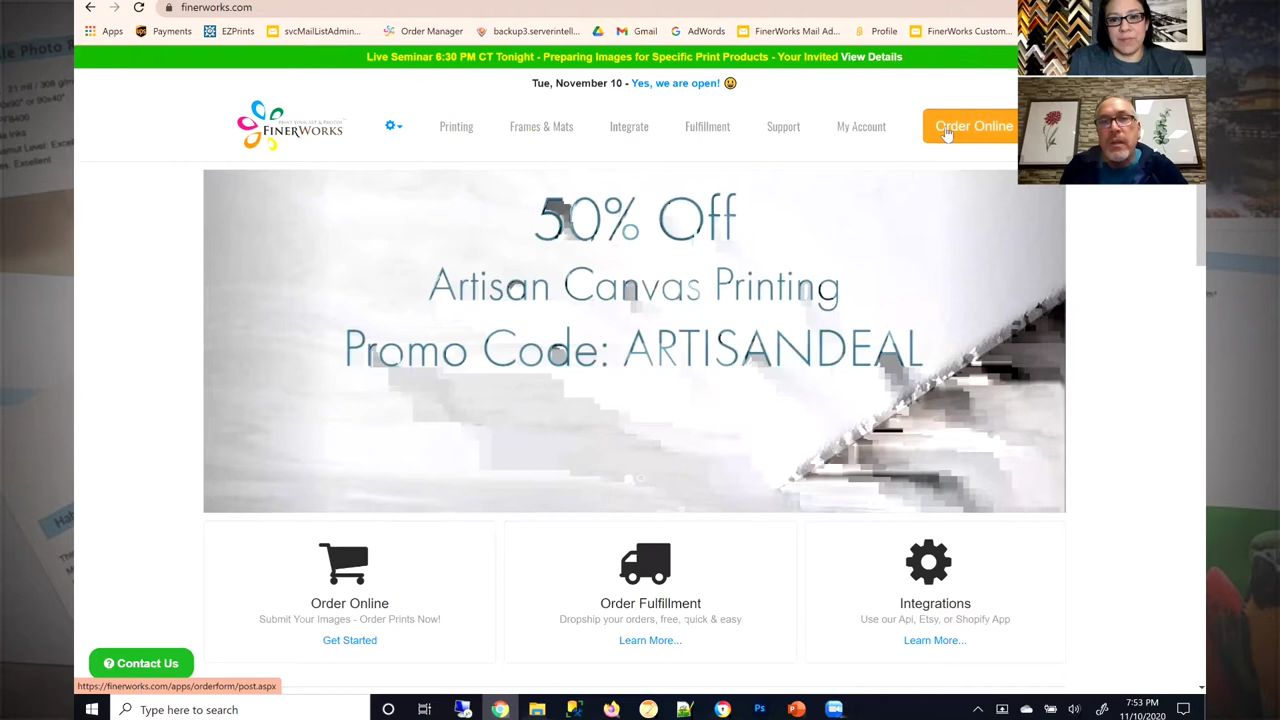 finerworks.com
Apps Payments EZPrints svcMailListAdmin... Order Manager backup3.serverintell... Gmail AdWords FinerWorks Mail Ad... Profile FinerWorks Custom...
Live Seminar 6:30 PM CT Tonight - Preparing Images for Specific Print Products - Your Invited View Details
Tue, November 10 - Yes, we are open!
PRINT YOUR ART & PHOTOS
FINERWORKS
Printing Frames & Mats Integrate Fulfillment Support My Account Order Online
50% Off
Artisan Canvas Printing
Promo Code: ARTISANDEAL
Order Online
Submit Your Images - Order Prints Now!
Get Started
Order Fulfillment
Dropship your orders, free, quick & easy
Learn More...
Integrations
Use our Api, Etsy, or Shopify App
Learn More...
Contact Us
https://finerworks.com/apps/orderform/post.aspx
Type here to search
7:53 PM
11/10/2020